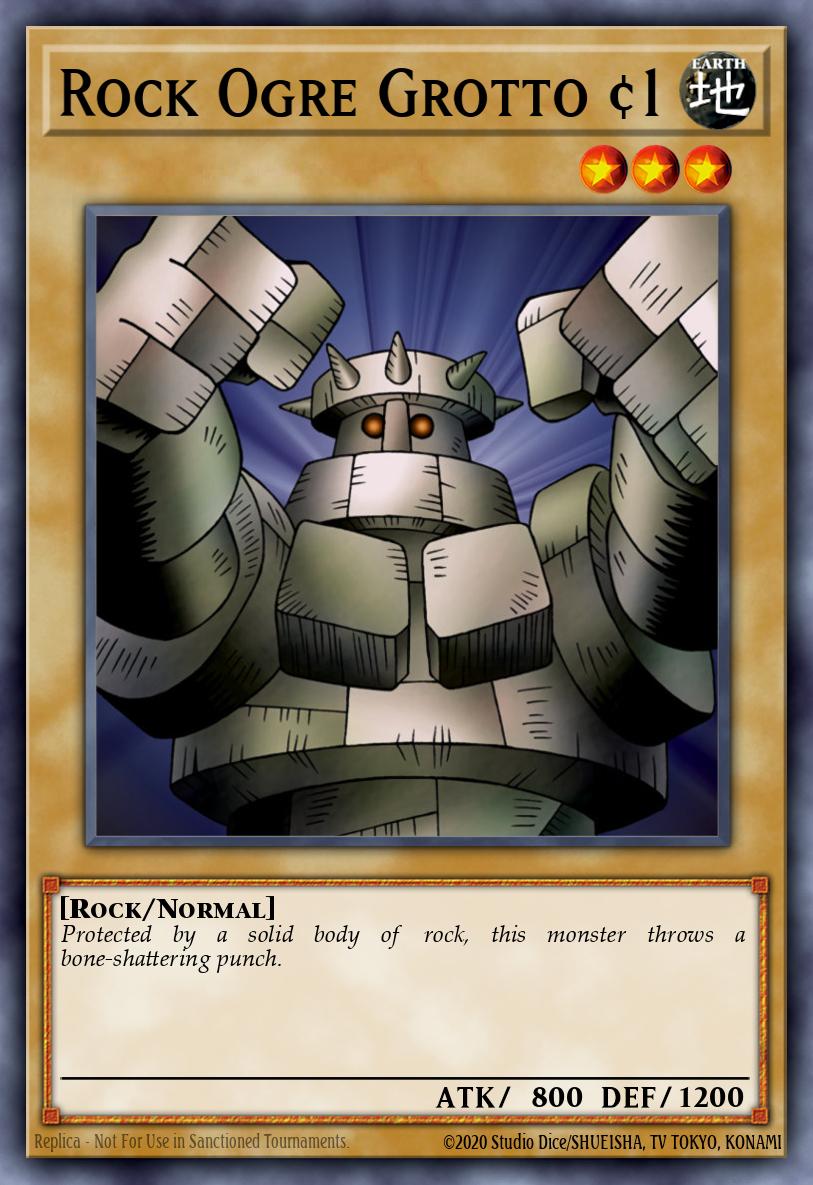 Rock Ogre Grotto ¢1
EARTH
地
[Rock/Normal]
Protected by a solid body of rock, this monster throws a
bone-shattering punch.
ATK/ 800 DEF/1200
Replica - Not For Use in Sanctioned Tournaments.
©2020 Studio Dice/SHUEISHA, TV TOKYO, KONAMI